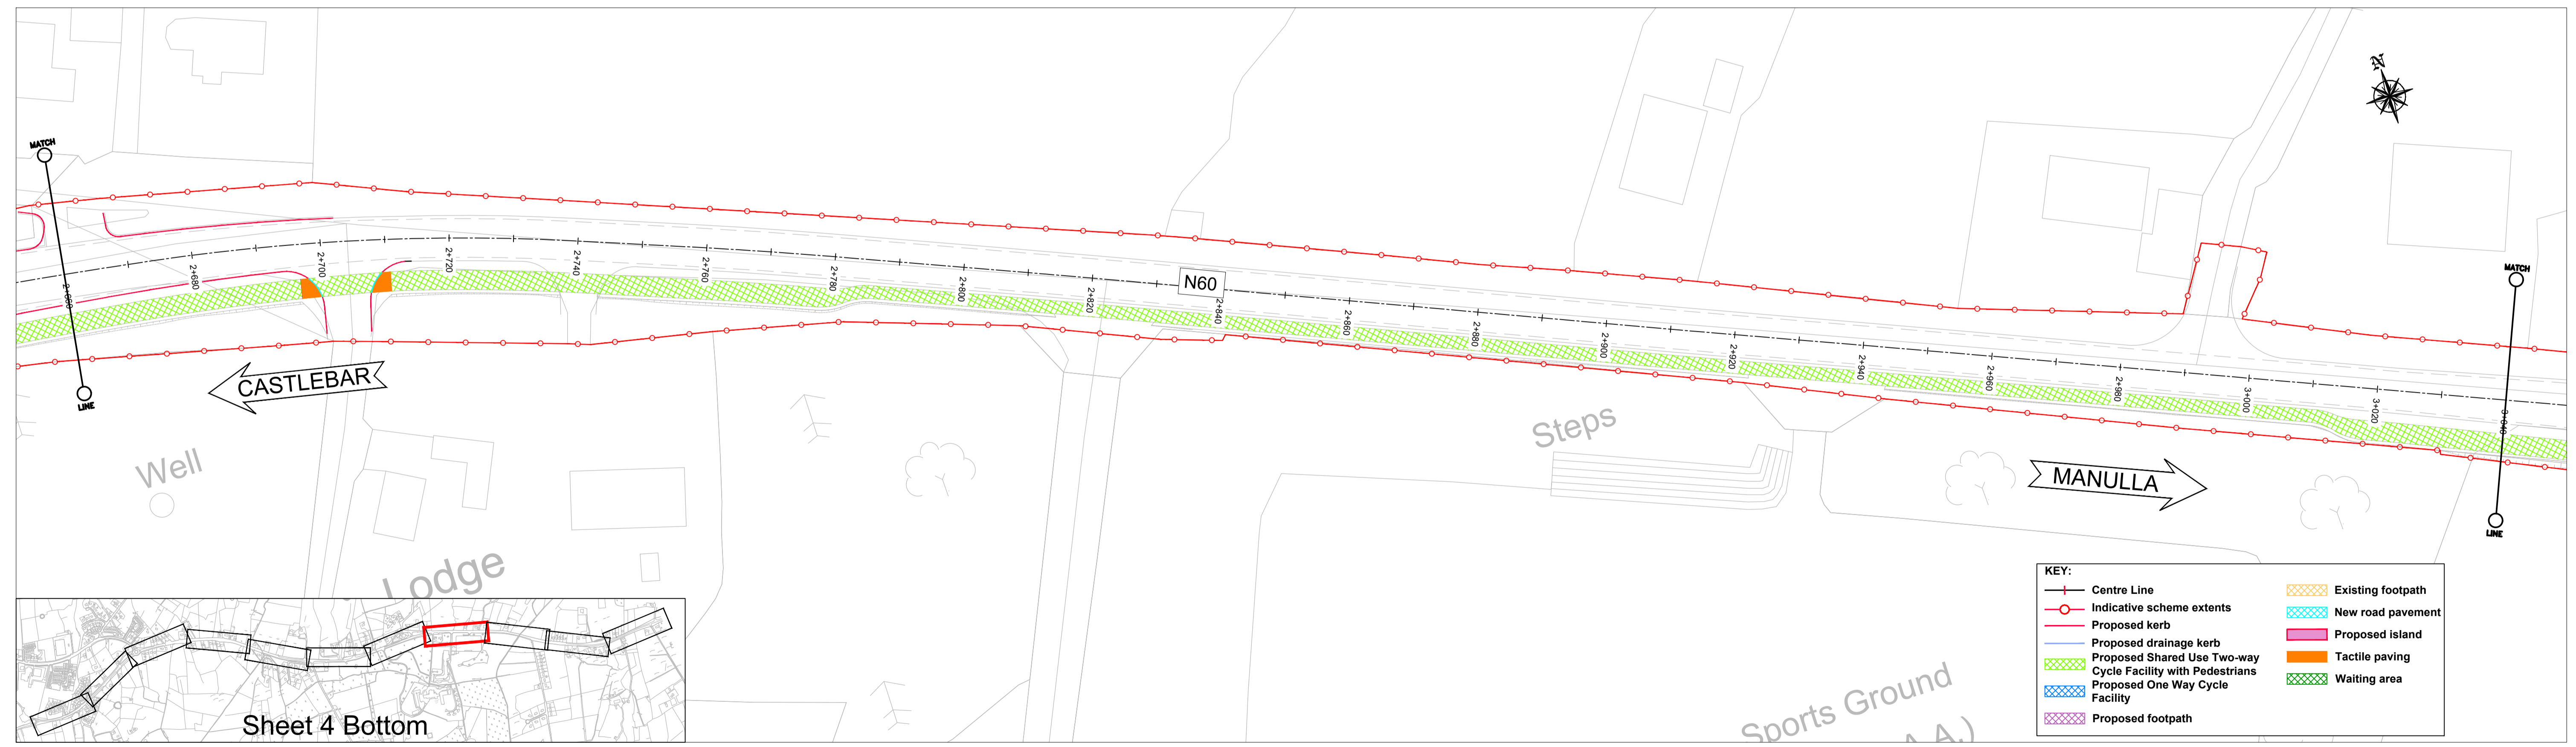 N
MATCH
LINE
2+660
2+680
2+700
2+720
2+740
2+760
2+780
2+800
2+820
2+840
2+860
2+880
2+900
2+920
2+940
2+960
2+980
3+000
3+020
3+040
N60
MATCH
LINE
CASTLEBAR
MANULLA
Well
Lodge
Steps
Sports Ground
A.A.)
Sheet 4 Bottom
KEY:
Centre Line
Indicative scheme extents
Proposed kerb
Proposed drainage kerb
Proposed Shared Use Two-way
Cycle Facility with Pedestrians
Proposed One Way Cycle
Facility
Proposed footpath
Existing footpath
New road pavement
Proposed island
Tactile paving
Waiting area